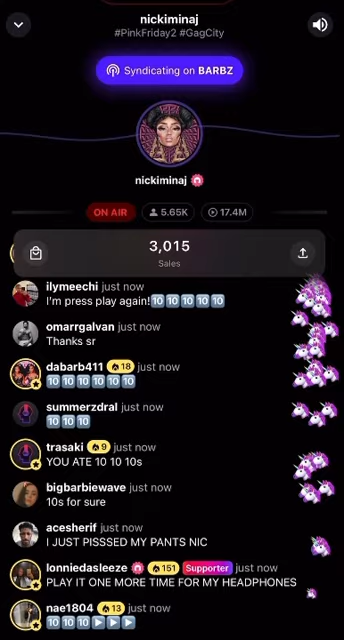 nickiminaj
#PinkFriday2 #GagCity
Syndicating on BARBZ
nickiminaj
ON AIR 5.65K 17.4M
3,015
Sales
ilymeechi just now
I'm press play again!🔟🔟🔟🔟🔟
omarrgalvan just now
Thanks sr
dabarb411 18 just now
🔟🔟🔟🔟🔟🔟
summerzdral just now
🔟🔟🔟
trasaki 9 just now
YOU ATE 10 10 10s
bigbarbiewave just now
10s for sure
acesherif just now
I JUST PISSSED MY PANTS NIC
lonniedasleeze 151 Supporter just now
PLAY IT ONE MORE TIME FOR MY HEADPHONES
nae1804 13 just now
🔟🔟🔟▶️▶️▶️